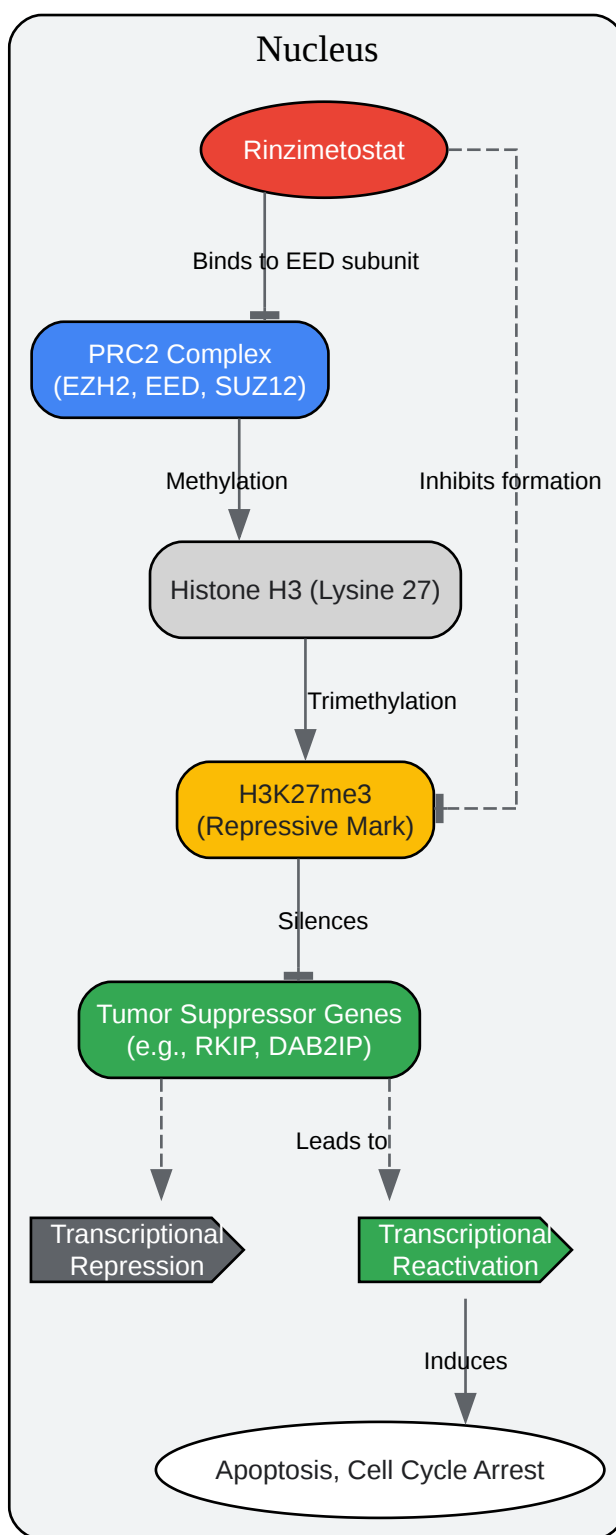 Nucleus
Rinzimetostat
Binds to EED subunit
PRC2 Complex
(EZH2, EED, SUZ12)
Methylation
Inhibits formation
Histone H3 (Lysine 27)
Trimethylation
H3K27me3
(Repressive Mark)
Silences
Tumor Suppressor Genes
(e.g., RKIP, DAB2IP)
Leads to
Transcriptional
Repression
Transcriptional
Reactivation
Induces
Apoptosis, Cell Cycle Arrest